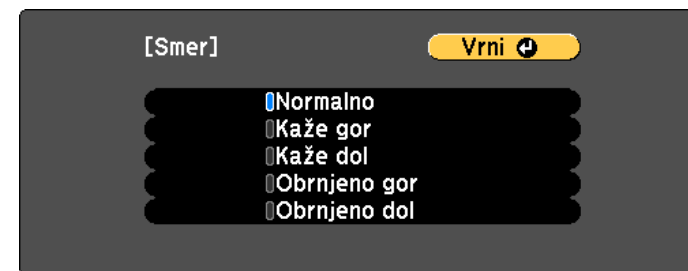 [Smer]
Vrni
Normalno
Kaže gor
Kaže dol
Obrnjeno gor
Obrnjeno dol